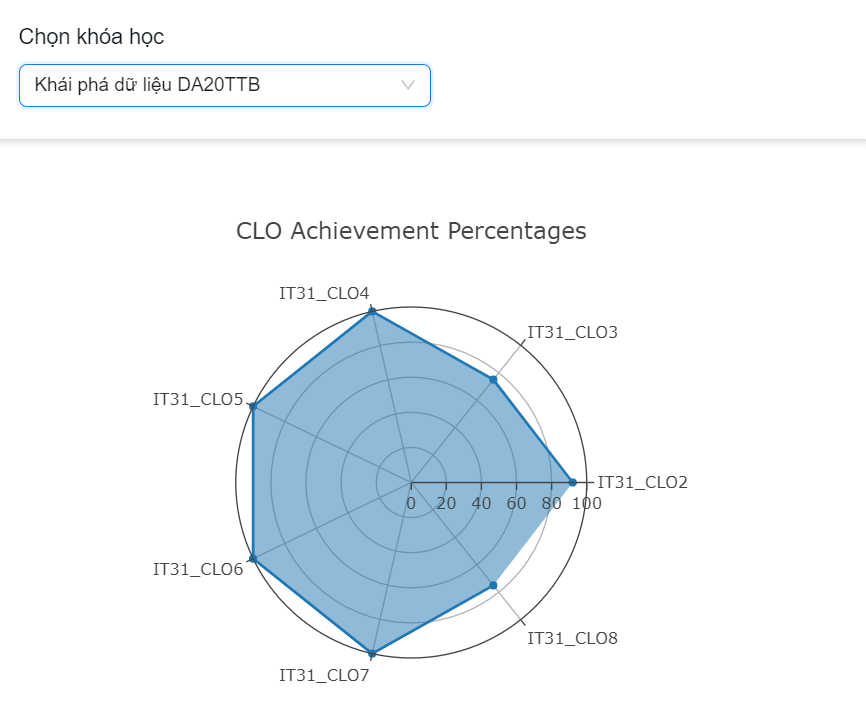 Chọn khóa học
Khái phá dữ liệu DA20TTB
CLO Achievement Percentages
IT31_CLO4
IT31_CLO3
IT31_CLO5
IT31_CLO2
0 20 40 60 80 100
IT31_CLO6
IT31_CLO8
IT31_CLO7